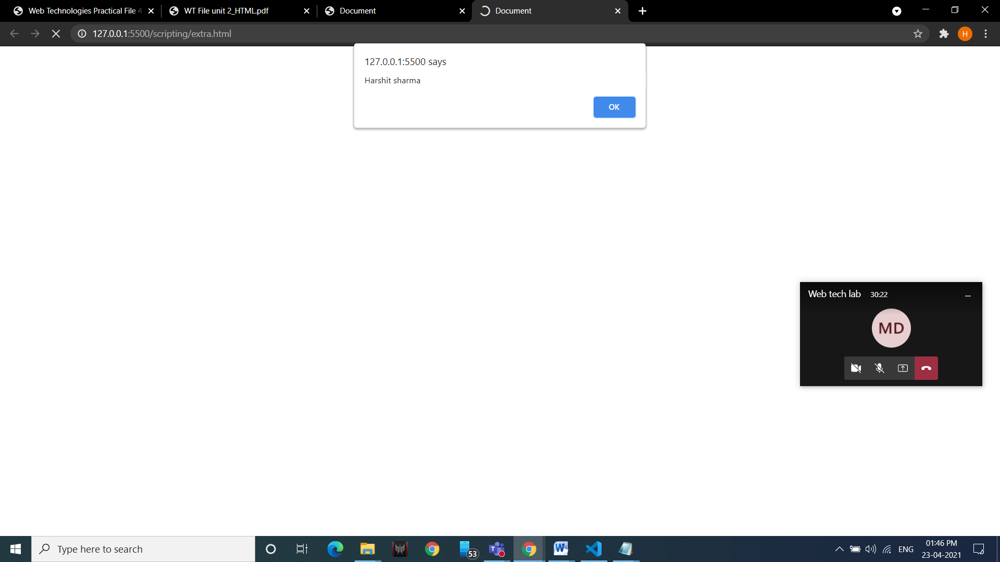 Web Technologies Practical File 4
WT File unit 2_HTML.pdf
Document
Document
H
127.0.0.1:5500/scripting/extra.html
127.0.0.1:5500 says
Harshit sharma
OK
Web tech lab 30:22
MD
Type here to search
53
T
W
ENG
01:46 PM
23-04-2021